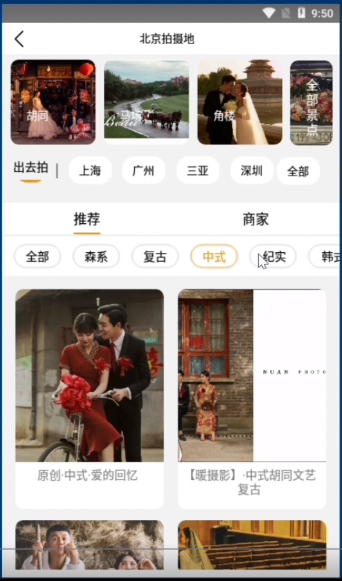 9:50
北京拍摄地
胡同
马场
角楼
全部景点
出去拍
上海
广州
三亚
深圳
全部
推荐
商家
全部
森系
复古
中式
纪实
韩式
原创·中式·爱的回忆
NUAN PHOTO
【暖摄影】·中式胡同文艺
复古